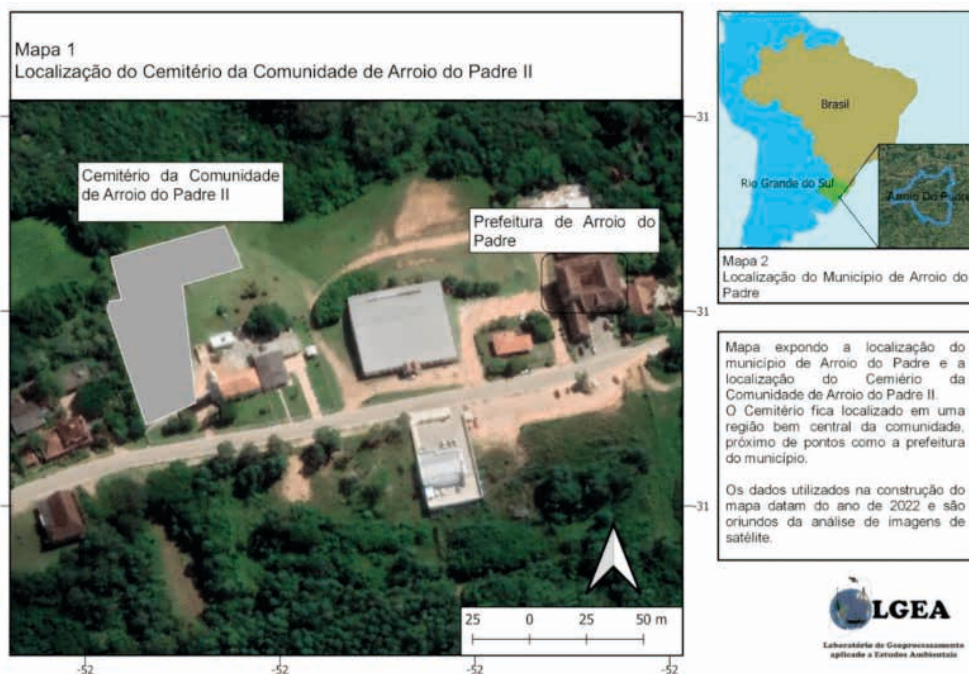 Mapa 1
Localização do Cemitério da Comunidade de Arroio do Padre II
Cemitério da Comunidade
de Arroio do Padre II
Prefeitura de Arroio do
Padre
-31
-31
-31
-52
-52
-52
-52
25 0 25 50 m
Brasil
Rio Grande do Sul
Arroio Do Padre
Mapa 2
Localização do Município de Arroio do
Padre
Mapa expondo a localização do
município de Arroio do Padre e a
localização do Cemiério da
Comunidade de Arroio do Padre II.
O Cemitério fica localizado em uma
região bem central da comunidade,
próximo de pontos como a prefeitura
do município.
Os dados utilizados na construção do
mapa datam do ano de 2022 e são
oriundos da análise de imagens de
satélite.
LGEA
Laboratório de Geoprocessamento
aplicado a Estudos Ambientais